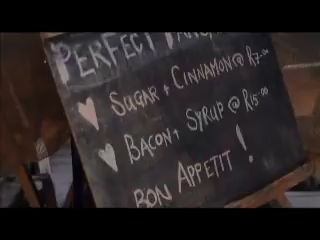 PERFECT
SUGAR + CINNAMON @ R7.00
BACON + SYRUP @ R15.00
BON APPETIT!